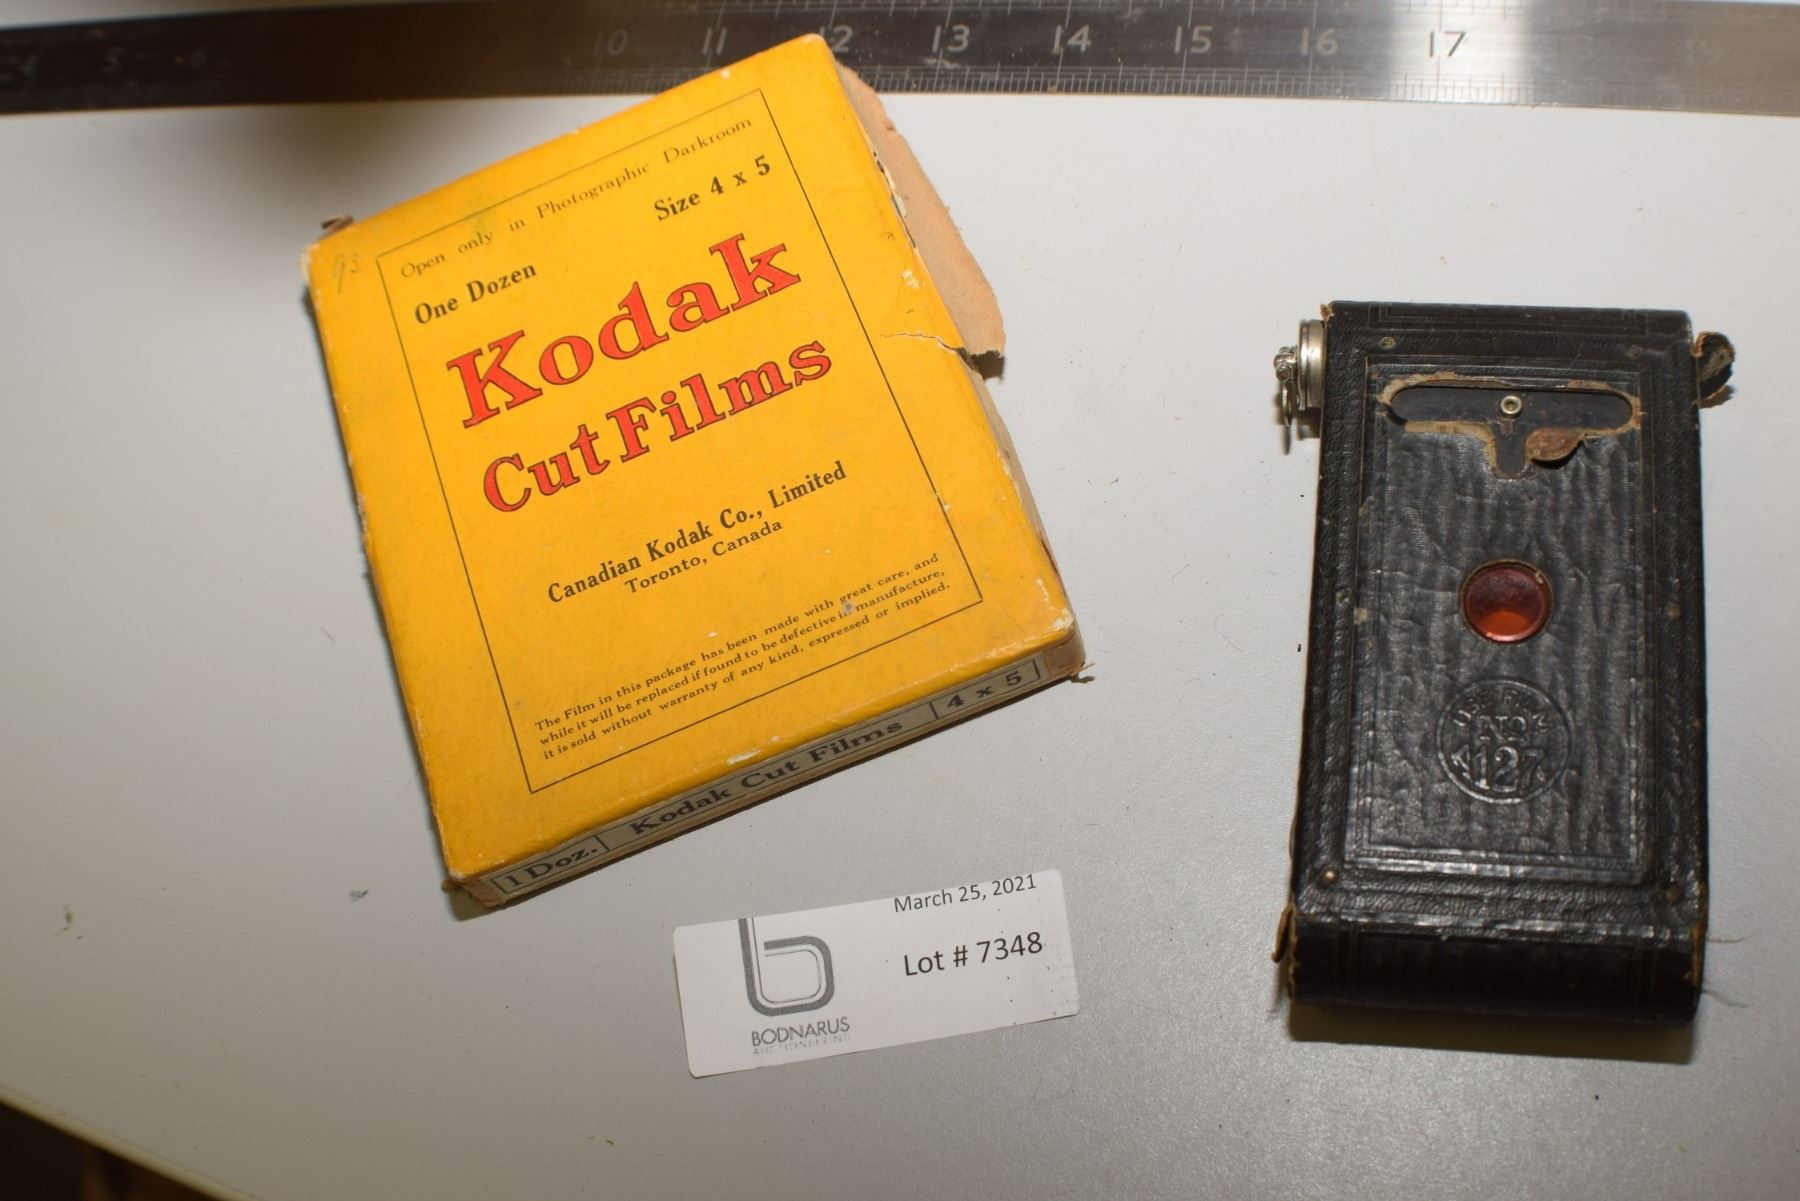 10 11 12 13 14 15 16 17
Open only in Photographic Darkroom
Size 4 x 5
One Dozen
Kodak
Cut Films
Canadian Kodak Co., Limited
Toronto, Canada
The Film in this package has been made with great care, and
while it will be replaced if found to be defective in manufacture,
it is sold without warranty of any kind, expressed or implied.
1 Doz. Kodak Cut Films 4 x 5
USE FILM
NO.
A127
March 25, 2021
Lot # 7348
BODNARUS
AUCTIONEERING